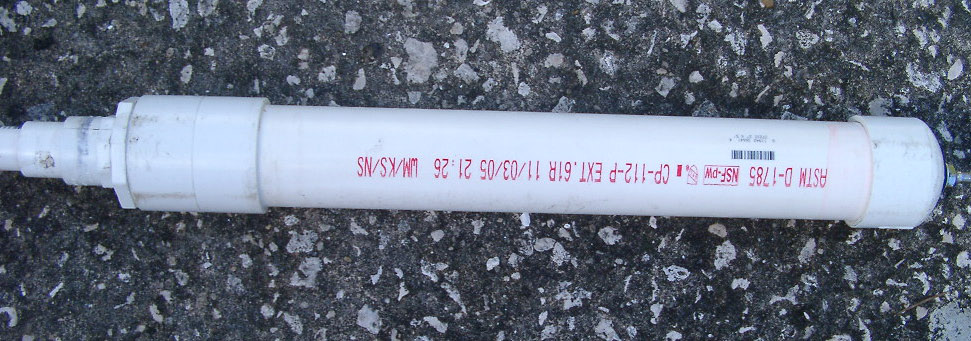 ASTM D-1785 NSF-pw CP-112-P EXT.61R 11/03/05 21:26 WM/KS/NS